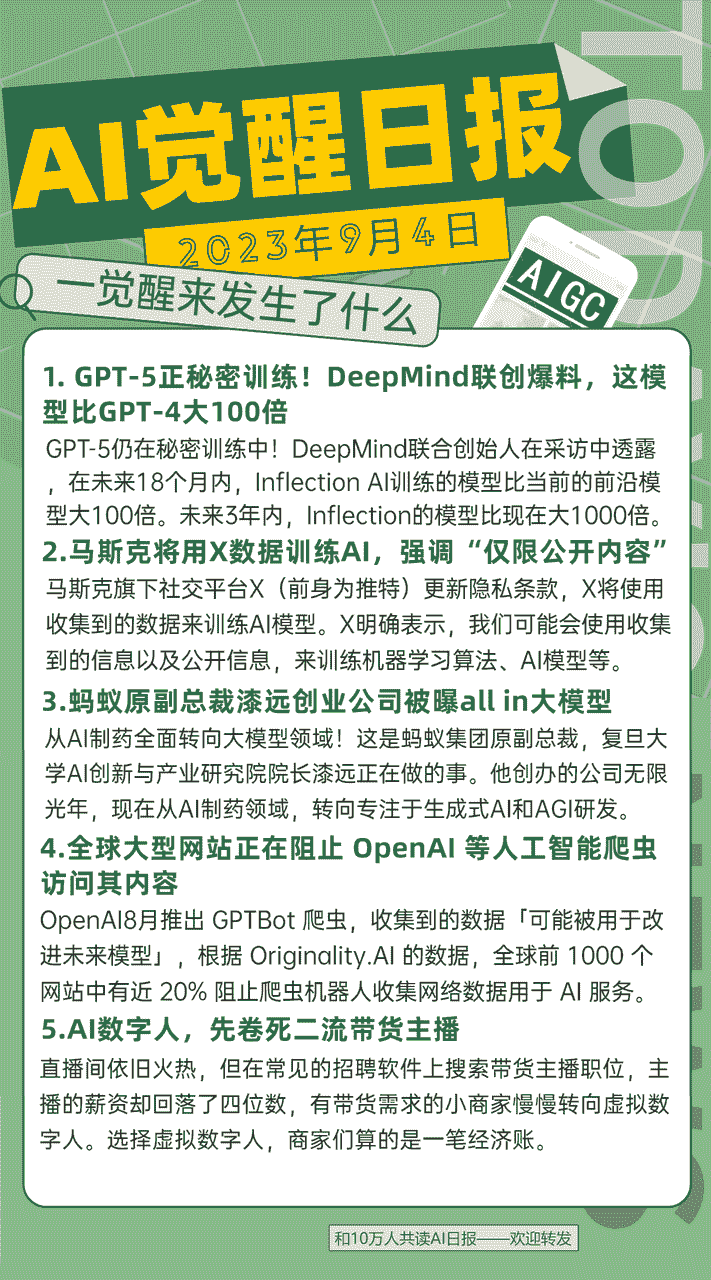 AI觉醒日报
2023年9月4日
一觉醒来发生了什么
AIGC
1. GPT-5正秘密训练！DeepMind联创爆料，这模
型比GPT-4大100倍
GPT-5仍在秘密训练中！DeepMind联合创始人在采访中透露
，在未来18个月内，Inflection AI训练的模型比当前的前沿模
型大100倍。未来3年内，Inflection的模型比现在大1000倍。
2.马斯克将用X数据训练AI，强调“仅限公开内容”
马斯克旗下社交平台X（前身为推特）更新隐私条款，X将使用
收集到的数据来训练AI模型。X明确表示，我们可能会使用收集
到的信息以及公开信息，来训练机器学习算法、AI模型等。
3.蚂蚁原副总裁漆远创业公司被曝all in大模型
从AI制药全面转向大模型领域！这是蚂蚁集团原副总裁，复旦大
学AI创新与产业研究院院长漆远正在做的事。他创办的公司无限
光年，现在从AI制药领域，转向专注于生成式AI和AGI研发。
4.全球大型网站正在阻止 OpenAI 等人工智能爬虫
访问其内容
OpenAI8月推出 GPTBot 爬虫，收集到的数据「可能被用于改
进未来模型」，根据 Originality.AI 的数据，全球前 1000 个
网站中有近 20% 阻止爬虫机器人收集网络数据用于 AI 服务。
5.AI数字人，先卷死二流带货主播
直播间依旧火热，但在常见的招聘软件上搜索带货主播职位，主
播的薪资却回落了四位数，有带货需求的小商家慢慢转向虚拟数
字人。选择虚拟数字人，商家们算的是一笔经济账。
和10万人共读AI日报——欢迎转发